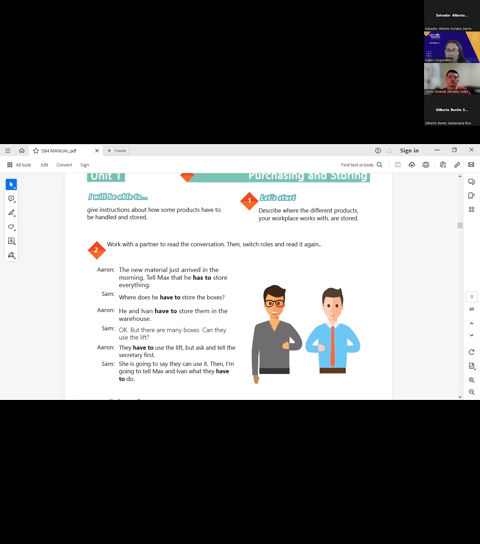 Salvador Alberto...
Salvador Alberto Soriano
Inglés Corporativo
Gilberto Benito S...
Gilberto Benito
SB4 MANUAL.pdf
Create
Sign in
All tools Edit Convert Sign
Find text or tools
Unit 1 Purchasing and Storing
I will be able to...
give instructions about how some products have to
be handled and stored.
1 Let's start
Describe where the different products,
your workplace works with, are stored.
2 Work with a partner to read the conversation. Then, switch roles and read it again.
Aaron: The new material just arrived in the
morning. Tell Max that he has to store
everything.
Sam: Where does he have to store the boxes?
Aaron: He and Ivan have to store them in the
warehouse.
Sam: OK. But there are many boxes. Can they
use the lift?
Aaron: They have to use the lift, but ask and tell the
secretary first.
Sam: She is going to say they can use it. Then, I'm
going to tell Max and Ivan what they have
to do.